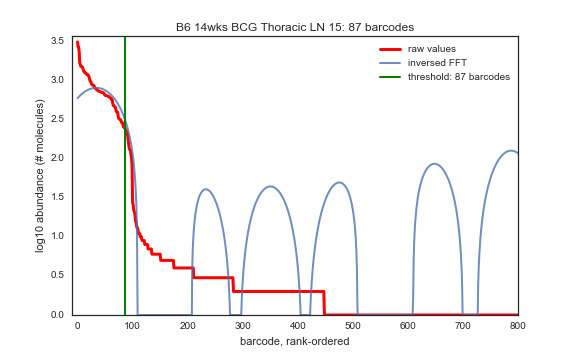 B6 14wks BCG Thoracic LN 15: 87 barcodes
raw values
inversed FFT
threshold: 87 barcodes
log10 abundance (# molecules)
3.5
3.0
2.5
2.0
1.5
1.0
0.5
0.0
0 100 200 300 400 500 600 700 800
barcode, rank-ordered